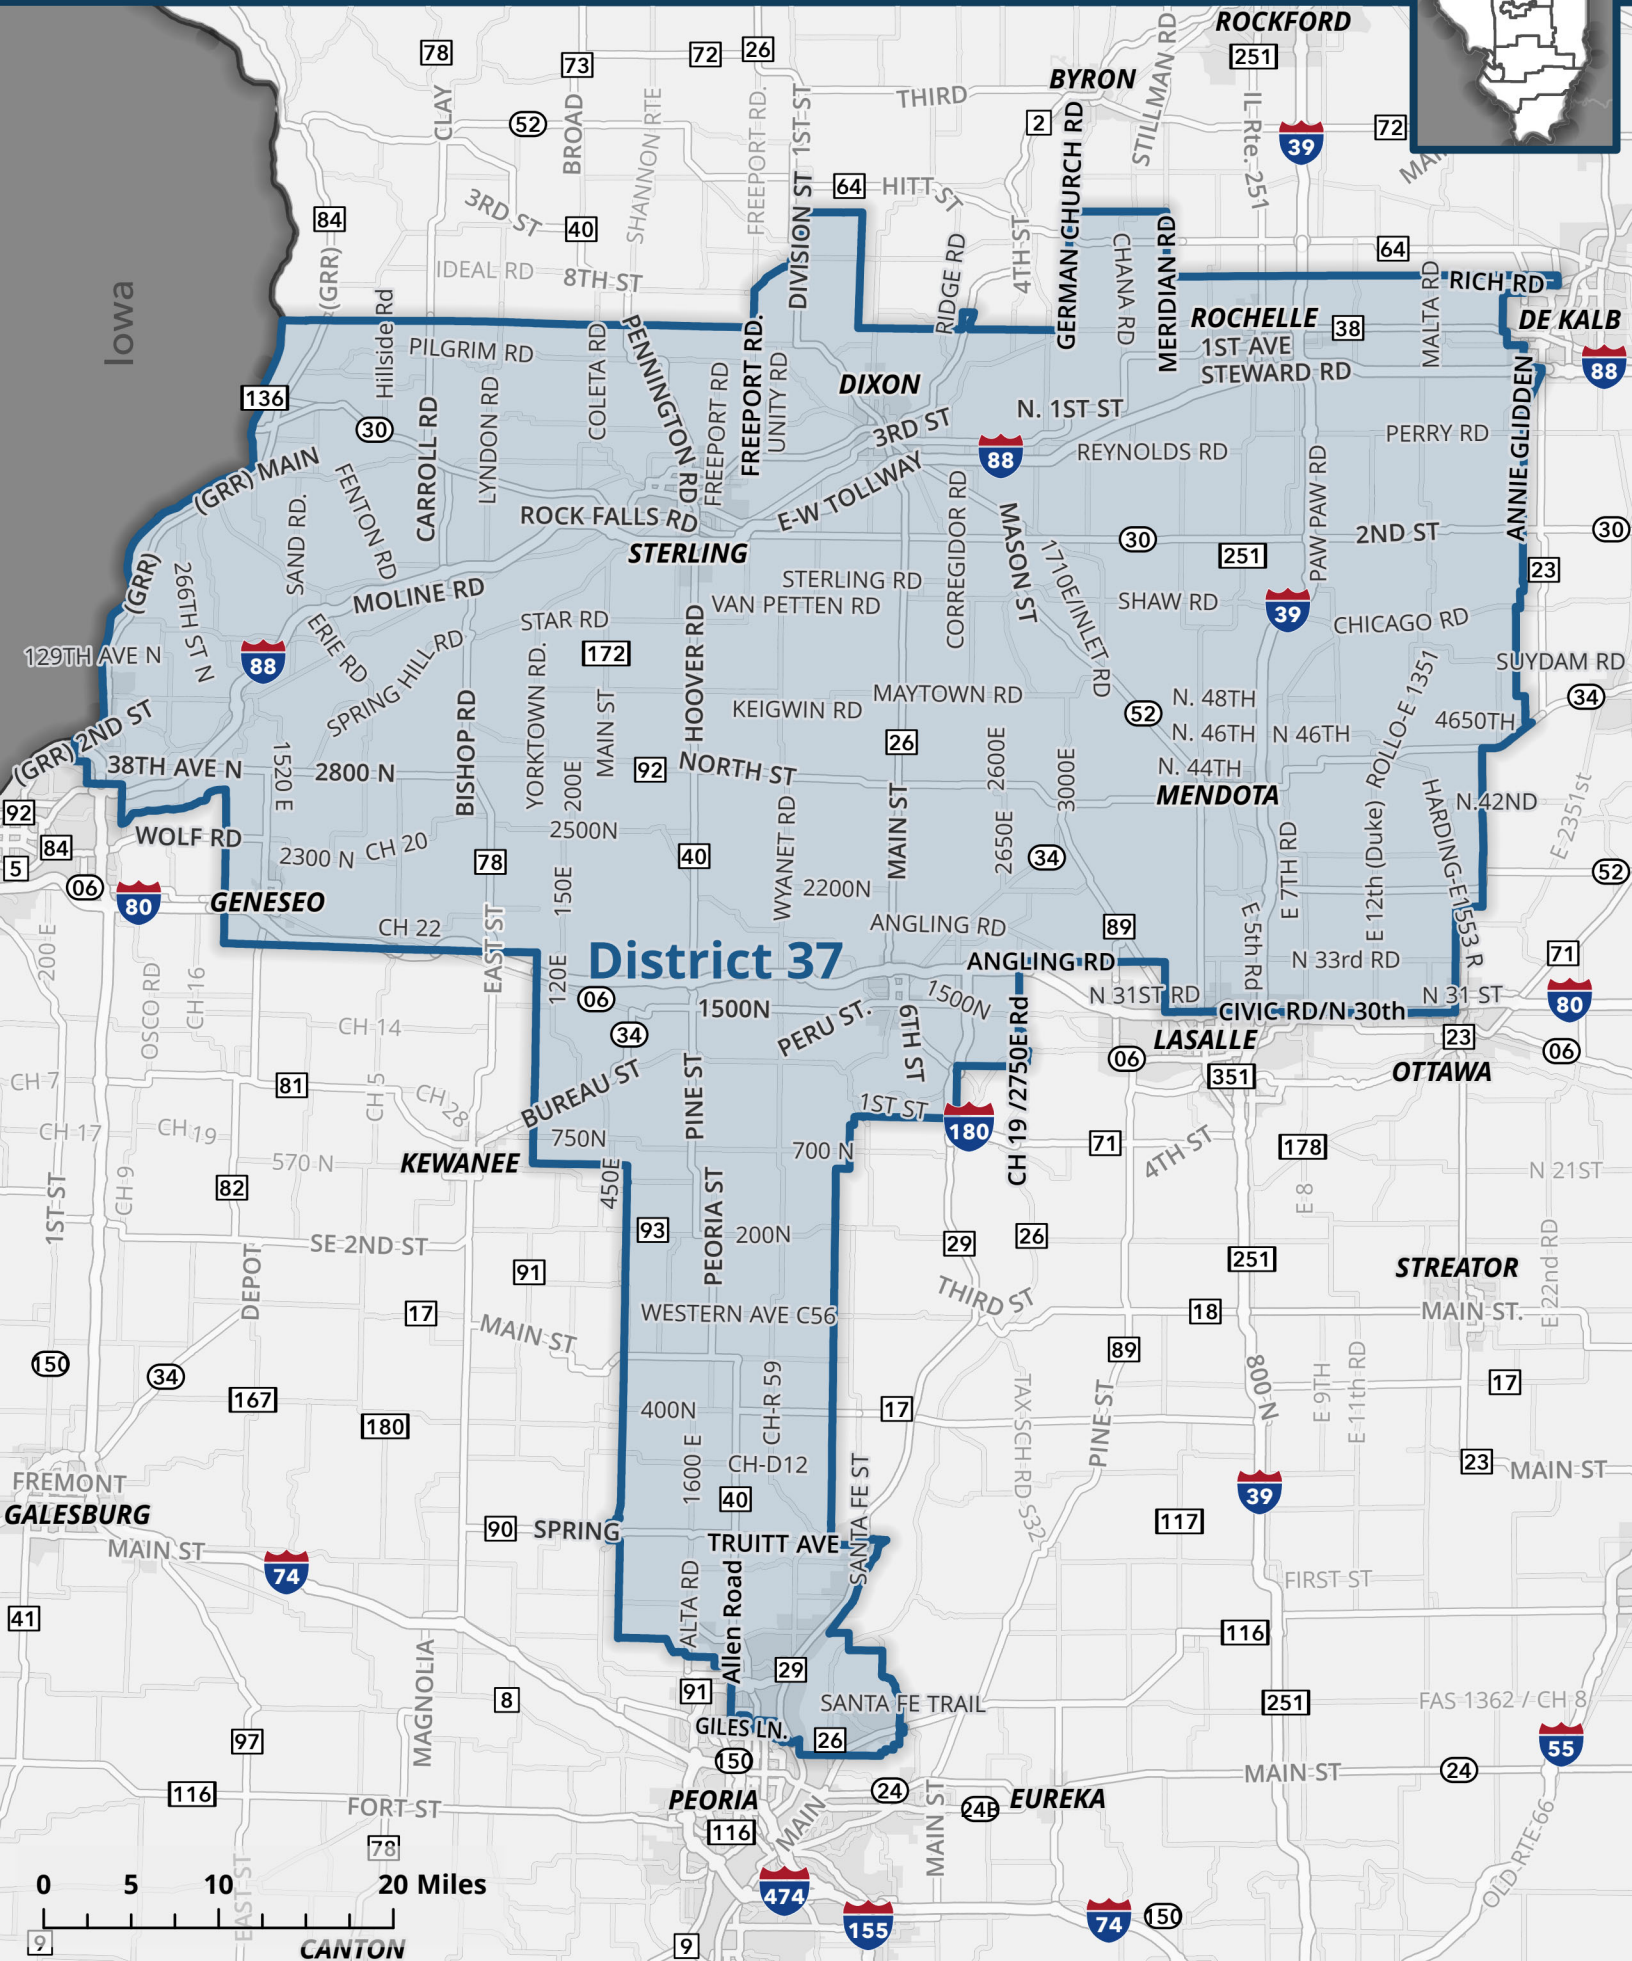 ROCKFORD
78
73
72
26
251
BYRON
STILLMAN RD
CLAY
52
BROAD
SHANNON RTE
FREEPORT RD.
1ST ST
THIRD
2
GERMAN CHURCH RD
IL Rte. 251
39
72
84
3RD ST
40
DIVISION ST
64
HITT ST
4TH ST
RIDGE RD
CHANA RD
MERIDIAN RD
64
MALTA RD
RICH RD
(GRR)
IDEAL RD
8TH ST
Iowa
Hillside Rd
PILGRIM RD
COLETA RD
PENNINGTON RD
FREEPORT RD.
UNITY RD
ROCHELLE
38
DE KALB
1ST AVE
STEWARD RD
88
136
30
CARROLL RD
LYNDON RD
FREEPORT RD
DIXON
3RD ST
N. 1ST ST
88
REYNOLDS RD
PERRY RD
ANNIE GLIDDEN
(GRR) MAIN
SAND RD.
FENTON RD
ROCK FALLS RD
E-W TOLLWAY
CORREGIDOR RD
MASON ST
PAW PAW RD
STERLING
30
2ND ST
30
251
23
(GRR)
266TH ST N
MOLINE RD
STERLING RD
VAN PETTEN RD
1710E/INLET RD
SHAW RD
39
CHICAGO RD
129TH AVE N
88
ERIE RD
SPRING HILL RD
STAR RD
172
HOOVER RD
SUYDAM RD
34
(GRR) 2ND ST
BISHOP RD
YORKTOWN RD.
MAIN ST
KEIGWIN RD
MAYTOWN RD
52
N. 48TH
N. 46TH
N 46TH
ROLLO-E 1351
4650TH
26
38TH AVE N
1520 E
2800 N
200E
92
NORTH ST
2600E
3000E
N. 44TH
MENDOTA
HARDING-E1553 R
N.42ND
E 2351st
92
WOLF RD
84
5
2300 N
CH 20
2500N
78
40
WYANET RD
MAIN ST
2650E
34
E 7TH RD
E 12th (Duke)
52
06
80
GENESEO
150E
2200N
ANGLING RD
89
E 5th Rd
200 E
CH 22
EAST ST
District 37
ANGLING RD
N 33rd RD
71
OSCO RD
CH 16
120E
06
1500N
1500N
N 31ST RD
CIVIC RD/N 30th
N 31 ST
80
CH 14
34
PERU ST.
6TH ST
CH 19 /2750E Rd
LASALLE
23
06
06
351
OTTAWA
CH 7
81
CH 5
CH 28
BUREAU ST
PINE ST
1ST ST
180
CH 17
CH 19
750N
700 N
71
4TH ST
178
KEWANEE
570 N
450E
N 21ST
1ST ST
CH 9
82
PEORIA ST
E 8
93
200N
29
26
SE 2ND ST
DEPOT
91
251
STREATOR
E 22nd RD
17
MAIN ST
WESTERN AVE C56
THIRD ST
18
MAIN ST.
150
34
89
800 N
E 9TH
E 11th RD
17
167
400N
CH-R 59
17
TAX-SCH RD S32
PINE ST
180
1600 E
CH-D12
SANTA FE ST
23
MAIN ST
FREMONT
GALESBURG
40
39
90
SPRING
TRUITT AVE
117
MAIN ST
74
FIRST ST
ALTA RD
Allen Road
41
116
MAGNOLIA
29
91
8
SANTA FE TRAIL
251
FAS 1362 / CH 8
97
GILES LN.
26
55
150
MAIN ST
24
116
FORT ST
PEORIA
24
24B
EUREKA
MAIN ST
116
MAIN
78
OLD-RTE-66
0 5 10 20 Miles
474
155
74
150
EAST ST
9
CANTON
9